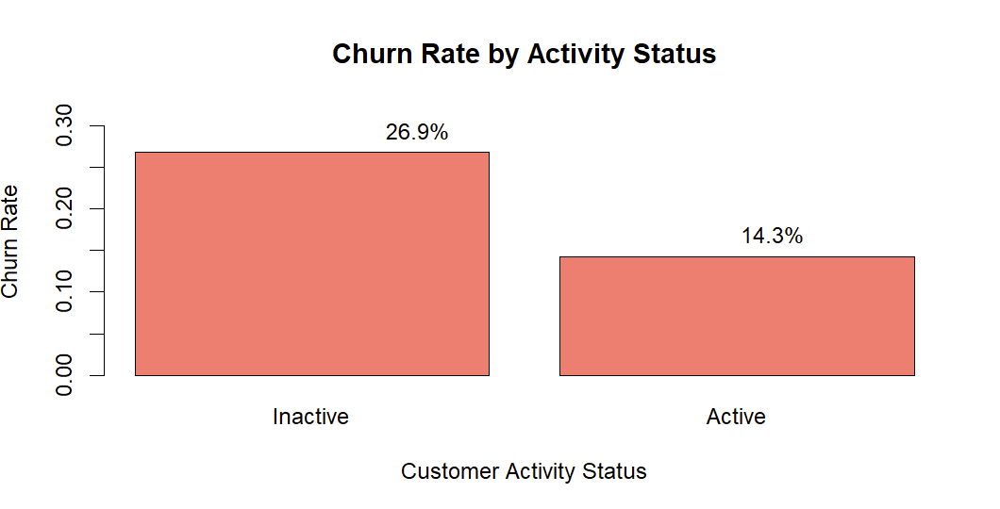 Churn Rate by Activity Status
0.30
0.20
0.10
0.00
Churn Rate
26.9%
14.3%
Inactive
Active
Customer Activity Status